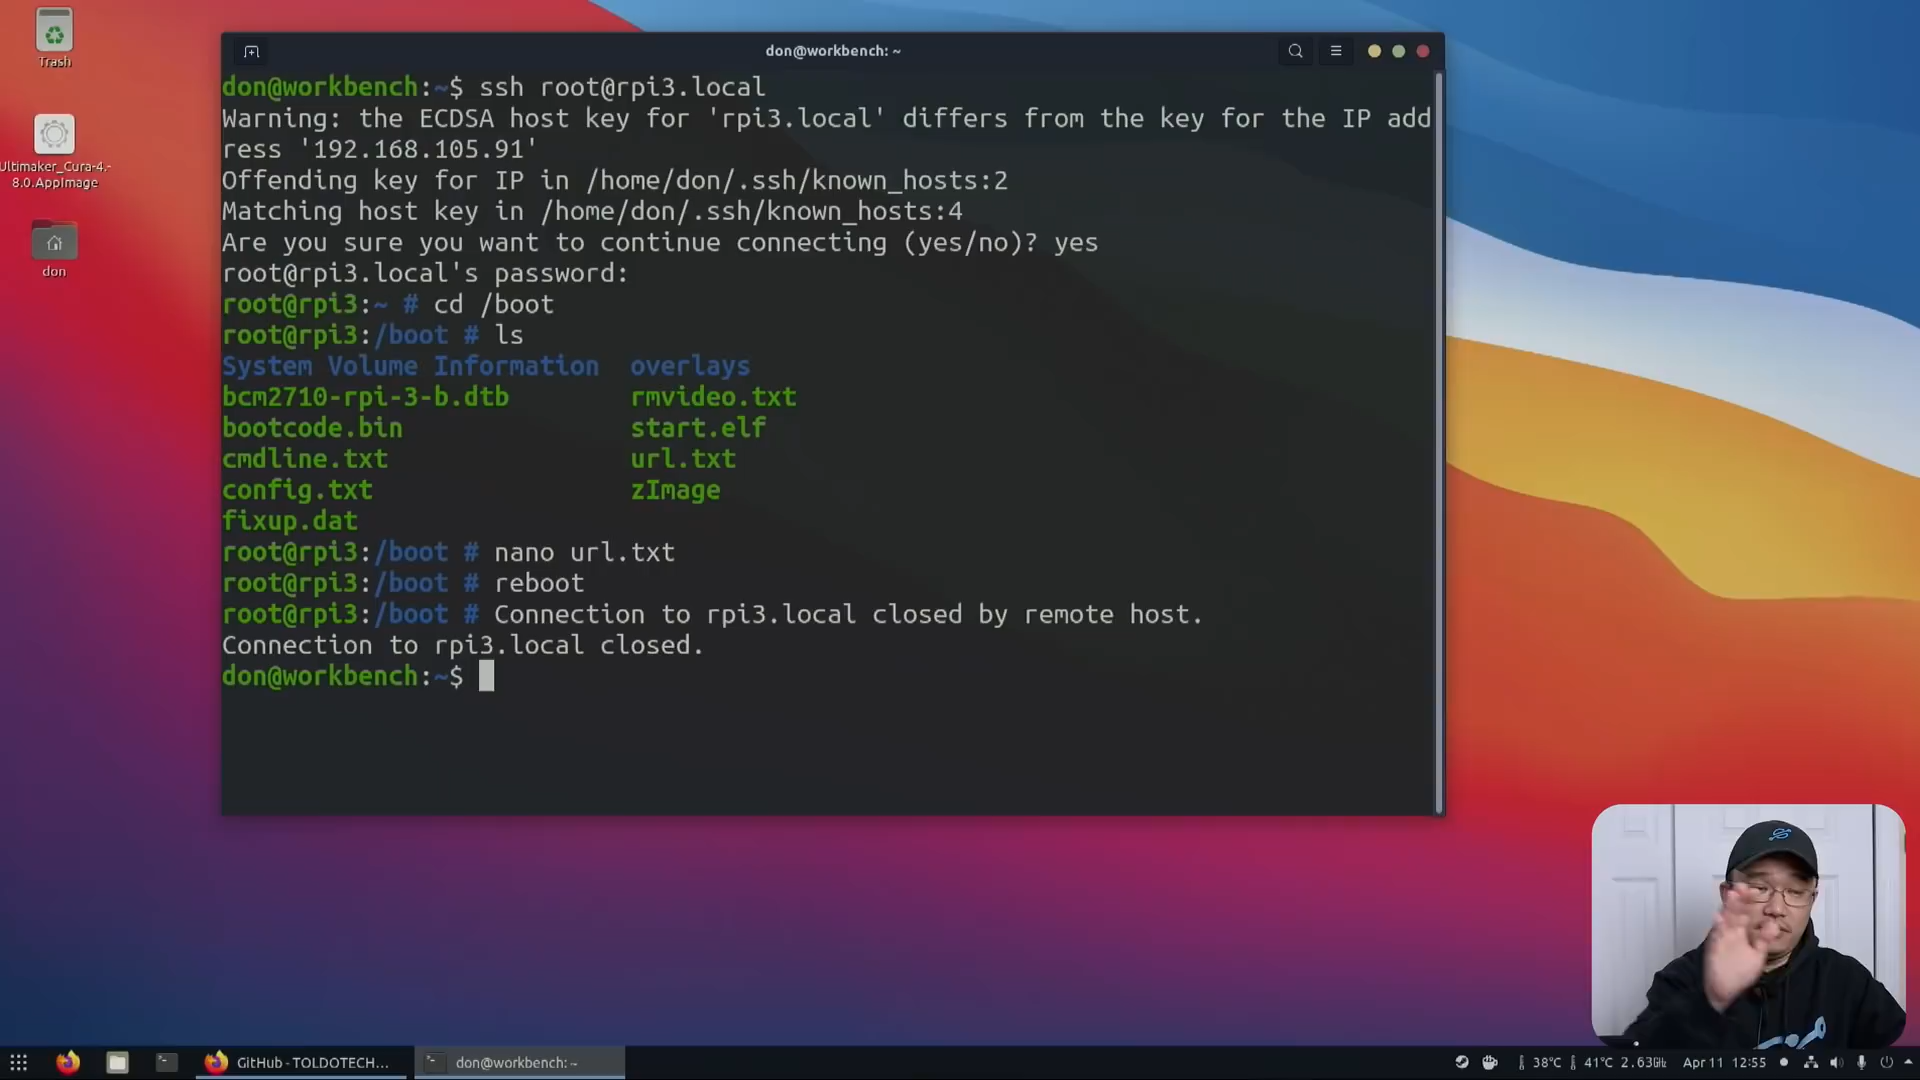 Trash
Ultimaker_Cura-4.-
8.0.AppImage
don
don@workbench: ~
don@workbench:~$ ssh root@rpi3.local
Warning: the ECDSA host key for 'rpi3.local' differs from the key for the IP add
ress '192.168.105.91'
Offending key for IP in /home/don/.ssh/known_hosts:2
Matching host key in /home/don/.ssh/known_hosts:4
Are you sure you want to continue connecting (yes/no)? yes
root@rpi3.local's password:
root@rpi3:~ # cd /boot
root@rpi3:/boot # ls
System Volume Information overlays
bcm2710-rpi-3-b.dtb rmvideo.txt
bootcode.bin start.elf
cmdline.txt url.txt
config.txt zImage
fixup.dat
root@rpi3:/boot # nano url.txt
root@rpi3:/boot # reboot
root@rpi3:/boot # Connection to rpi3.local closed by remote host.
Connection to rpi3.local closed.
don@workbench:~$
GitHub - TOLDOTECH... don@workbench: ~ 38°C 41°C 2.63GHz Apr 11 12:55